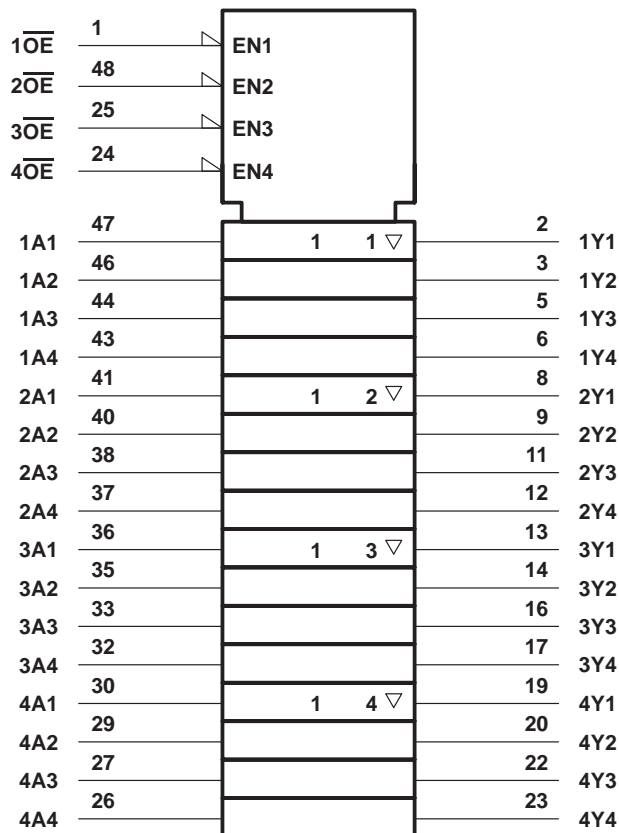 1O̅E̅ 1 EN1
2O̅E̅ 48 EN2
3O̅E̅ 25 EN3
4O̅E̅ 24 EN4
1A1 47 1 1 ▽ 2 1Y1
1A2 46 3 1Y2
1A3 44 5 1Y3
1A4 43 6 1Y4
2A1 41 1 2 ▽ 8 2Y1
2A2 40 9 2Y2
2A3 38 11 2Y3
2A4 37 12 2Y4
3A1 36 1 3 ▽ 13 3Y1
3A2 35 14 3Y2
3A3 33 16 3Y3
3A4 32 17 3Y4
4A1 30 1 4 ▽ 19 4Y1
4A2 29 20 4Y2
4A3 27 22 4Y3
4A4 26 23 4Y4